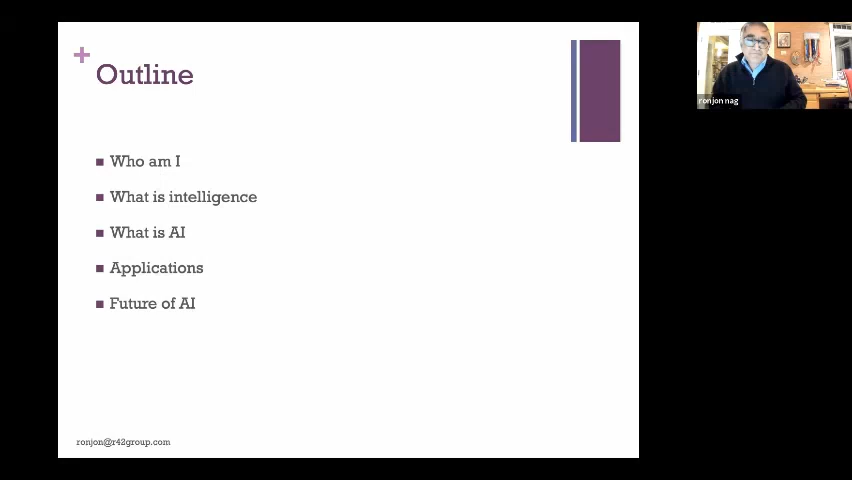 +
Outline
Who am I
What is intelligence
What is AI
Applications
Future of AI
ronjon@r42group.com
ronjon nag